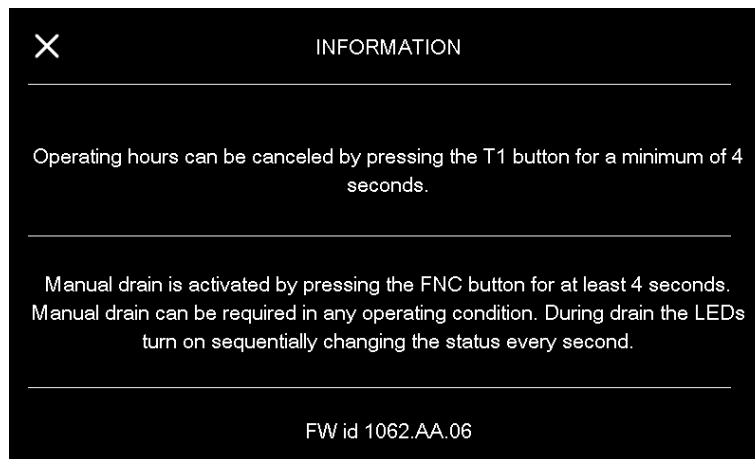 INFORMATION
Operating hours can be canceled by pressing the T1 button for a minimum of 4
seconds.
Manual drain is activated by pressing the FNC button for at least 4 seconds.
Manual drain can be required in any operating condition. During drain the LEDs
turn on sequentially changing the status every second.
FW id 1062.AA.06